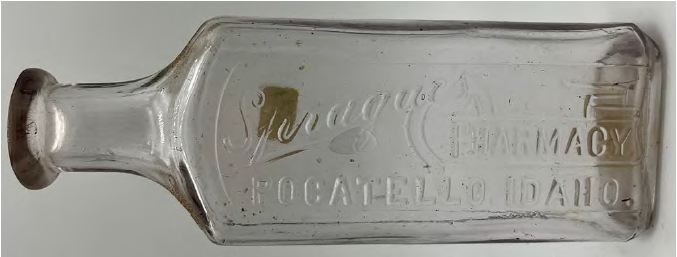 Sprague
PHARMACY
POCATELLO, IDAHO.